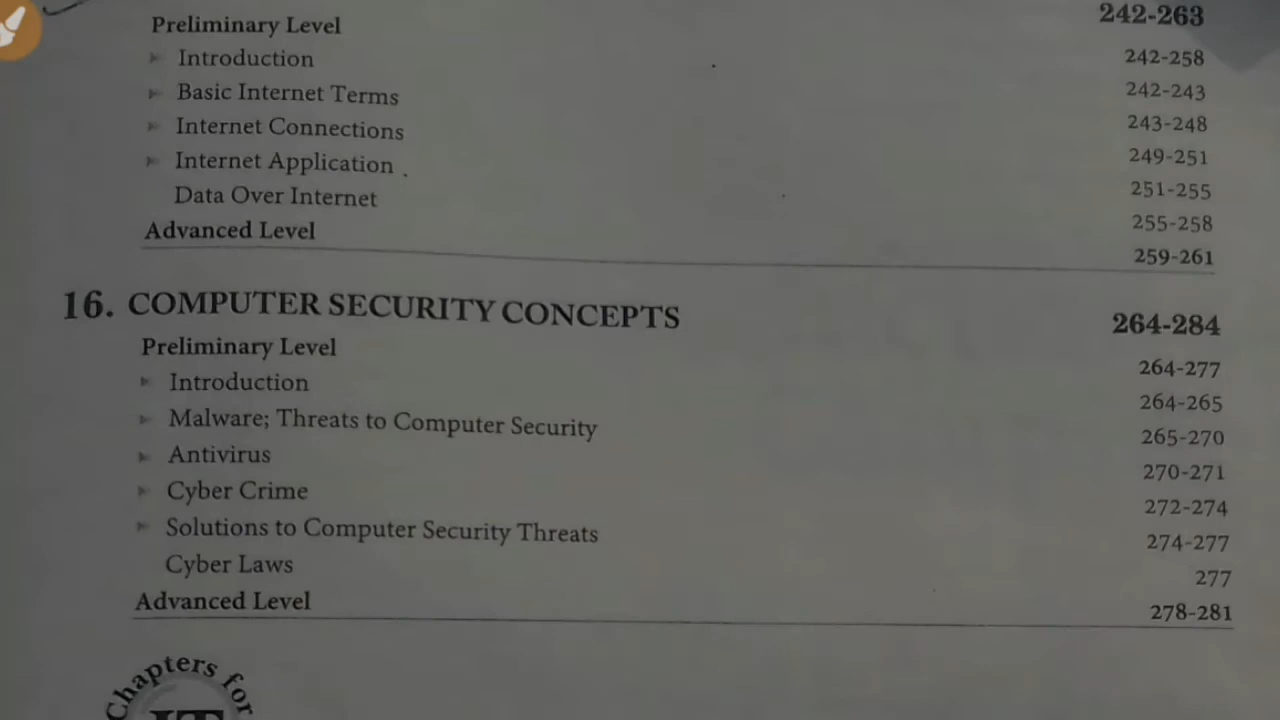 242-263
Preliminary Level 242-258
Introduction 242-243
Basic Internet Terms 243-248
Internet Connections 249-251
Internet Application 251-255
Data Over Internet 255-258
Advanced Level 259-261
16. COMPUTER SECURITY CONCEPTS 264-284
Preliminary Level 264-277
Introduction 264-265
Malware; Threats to Computer Security 265-270
Antivirus 270-271
Cyber Crime 272-274
Solutions to Computer Security Threats 274-277
Cyber Laws 277
Advanced Level 278-281
Chapters for
IT